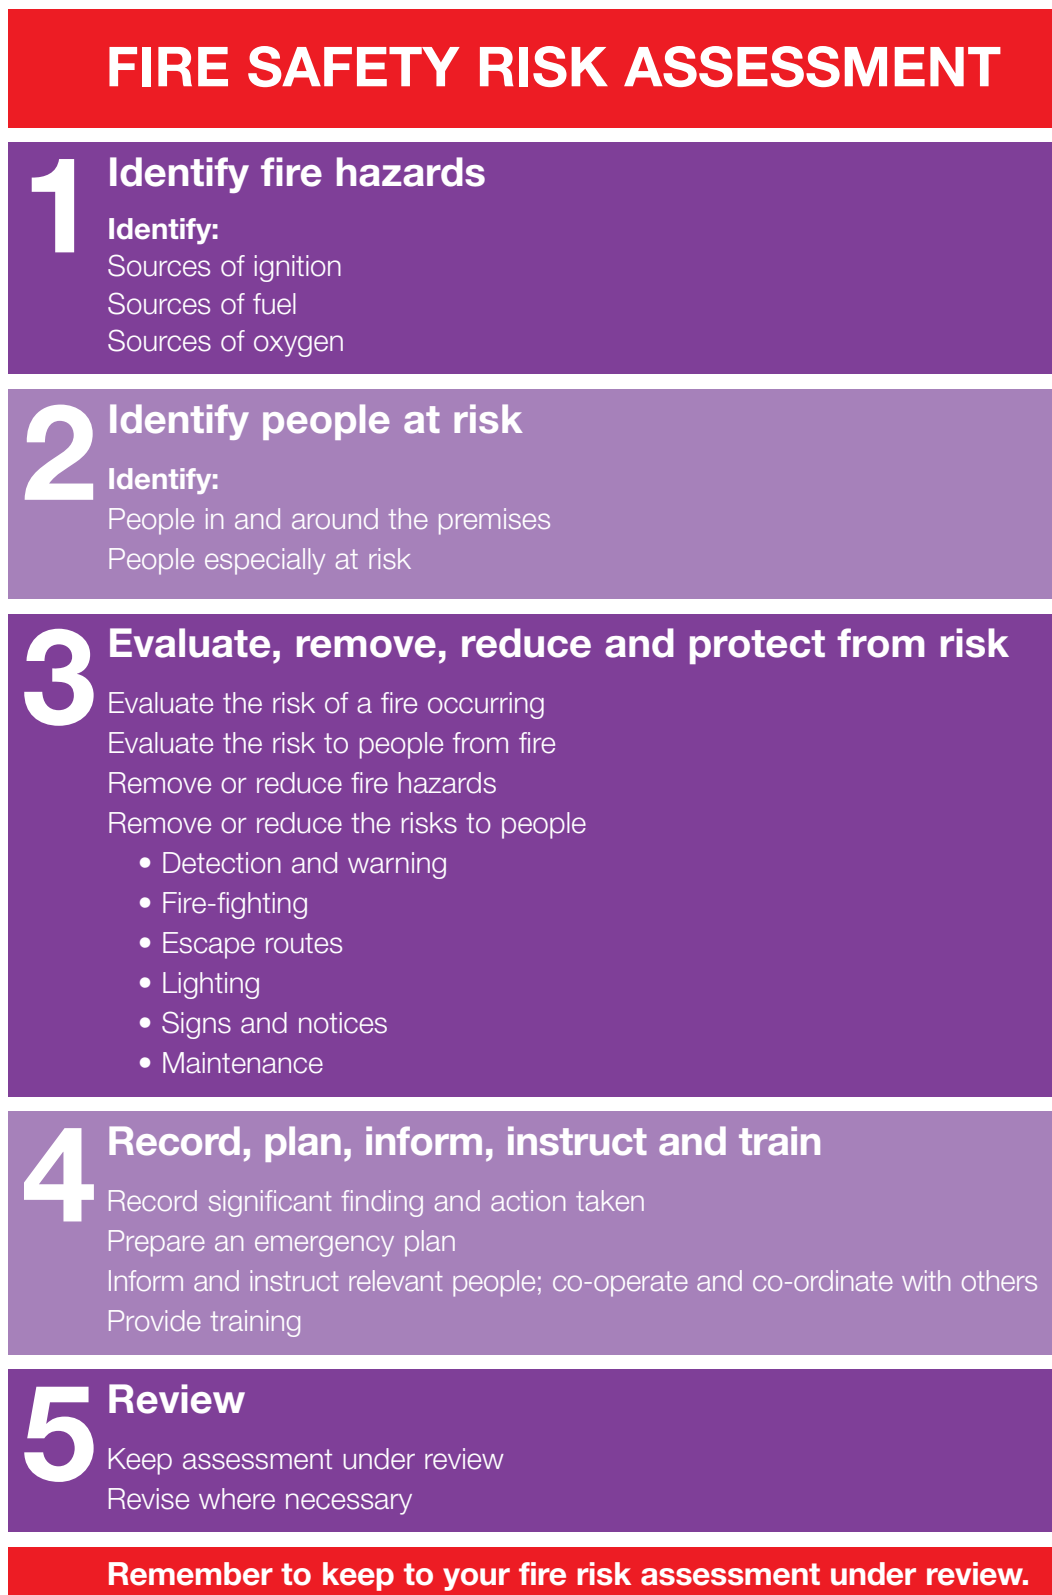 FIRE SAFETY RISK ASSESSMENT
1
Identify fire hazards
Identify:
Sources of ignition
Sources of fuel
Sources of oxygen
2
Identify people at risk
Identify:
People in and around the premises
People especially at risk
3
Evaluate, remove, reduce and protect from risk
Evaluate the risk of a fire occurring
Evaluate the risk to people from fire
Remove or reduce fire hazards
Remove or reduce the risks to people
• Detection and warning
• Fire-fighting
• Escape routes
• Lighting
• Signs and notices
• Maintenance
4
Record, plan, inform, instruct and train
Record significant finding and action taken
Prepare an emergency plan
Inform and instruct relevant people; co-operate and co-ordinate with others
Provide training
5
Review
Keep assessment under review
Revise where necessary
Remember to keep to your fire risk assessment under review.